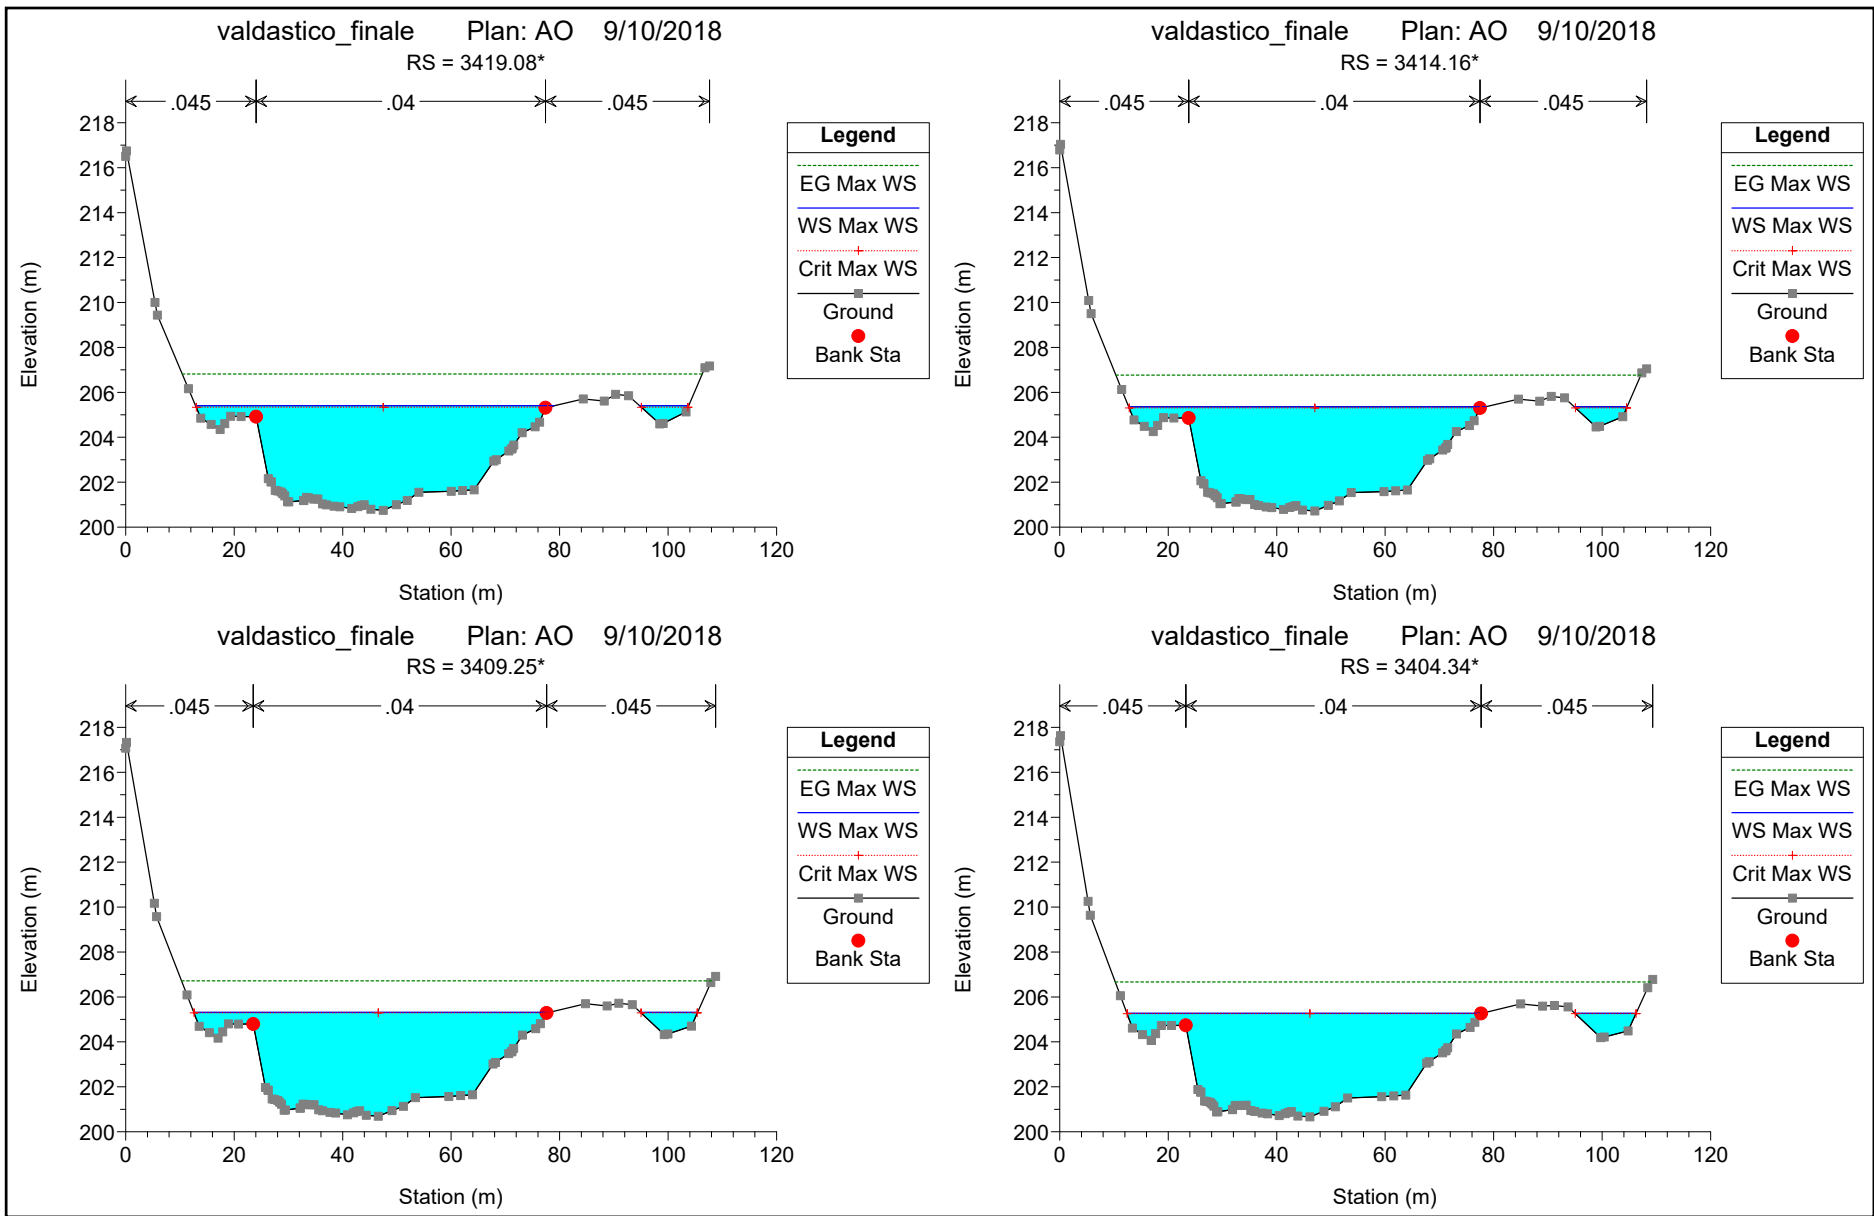 valdastico_finale Plan: AO 9/10/2018
RS = 3419.08*
.045 .04 .045
218
216
214
212
210
208
206
204
202
200
Elevation (m)
0 20 40 60 80 100 120
Station (m)
Legend
EG Max WS
WS Max WS
Crit Max WS
Ground
Bank Sta
valdastico_finale Plan: AO 9/10/2018
RS = 3414.16*
.045 .04 .045
218
216
214
212
210
208
206
204
202
200
Elevation (m)
0 20 40 60 80 100 120
Station (m)
Legend
EG Max WS
WS Max WS
Crit Max WS
Ground
Bank Sta
valdastico_finale Plan: AO 9/10/2018
RS = 3409.25*
.045 .04 .045
218
216
214
212
210
208
206
204
202
200
Elevation (m)
0 20 40 60 80 100 120
Station (m)
Legend
EG Max WS
WS Max WS
Crit Max WS
Ground
Bank Sta
valdastico_finale Plan: AO 9/10/2018
RS = 3404.34*
.045 .04 .045
218
216
214
212
210
208
206
204
202
200
Elevation (m)
0 20 40 60 80 100 120
Station (m)
Legend
EG Max WS
WS Max WS
Crit Max WS
Ground
Bank Sta